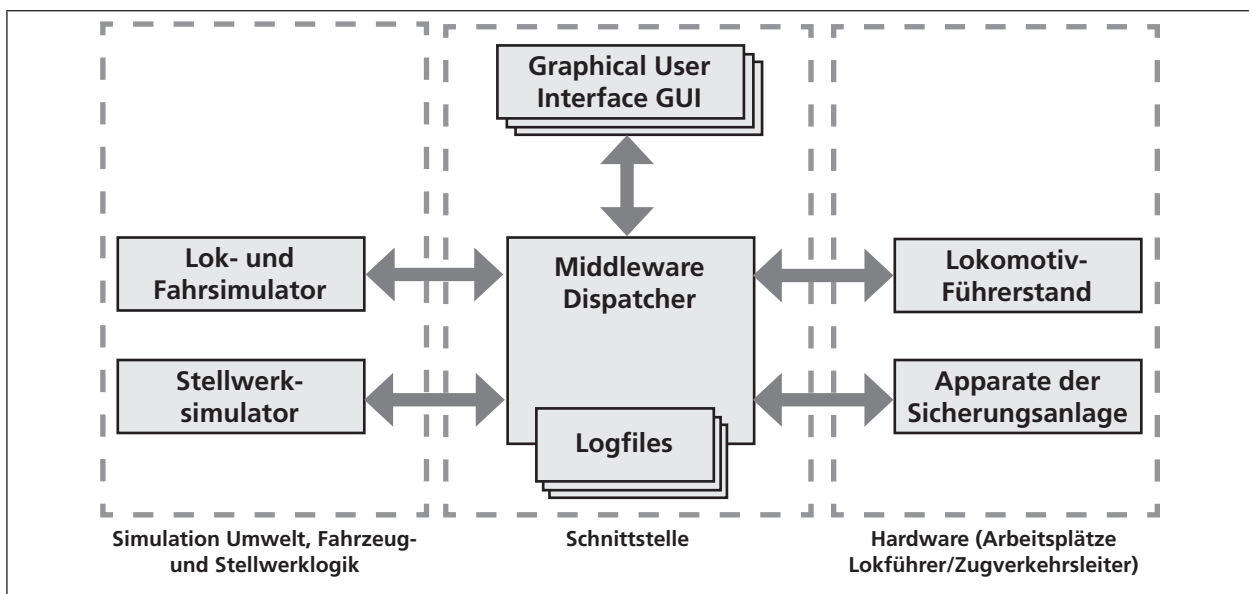 Graphical User
Interface GUI
Lok- und
Fahrsimulator
Middleware
Dispatcher
Lokomotiv-
Führerstand
Stellwerk-
simulator
Apparate der
Sicherungsanlage
Logfiles
Simulation Umwelt, Fahrzeug-
und Stellwerklogik
Schnittstelle
Hardware (Arbeitsplätze
Lokführer/Zugverkehrsleiter)